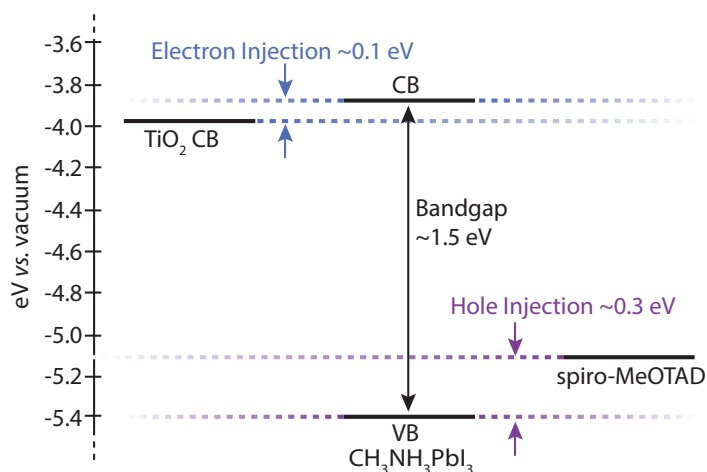 Electron Injection ~0.1 eV
CB
TiO₂ CB
Bandgap
~1.5 eV
Hole Injection ~0.3 eV
spiro-MeOTAD
VB
CH₃NH₃PbI₃
eV vs. vacuum
-3.6
-3.8
-4.0
-4.2
-4.4
-4.6
-4.8
-5.0
-5.2
-5.4